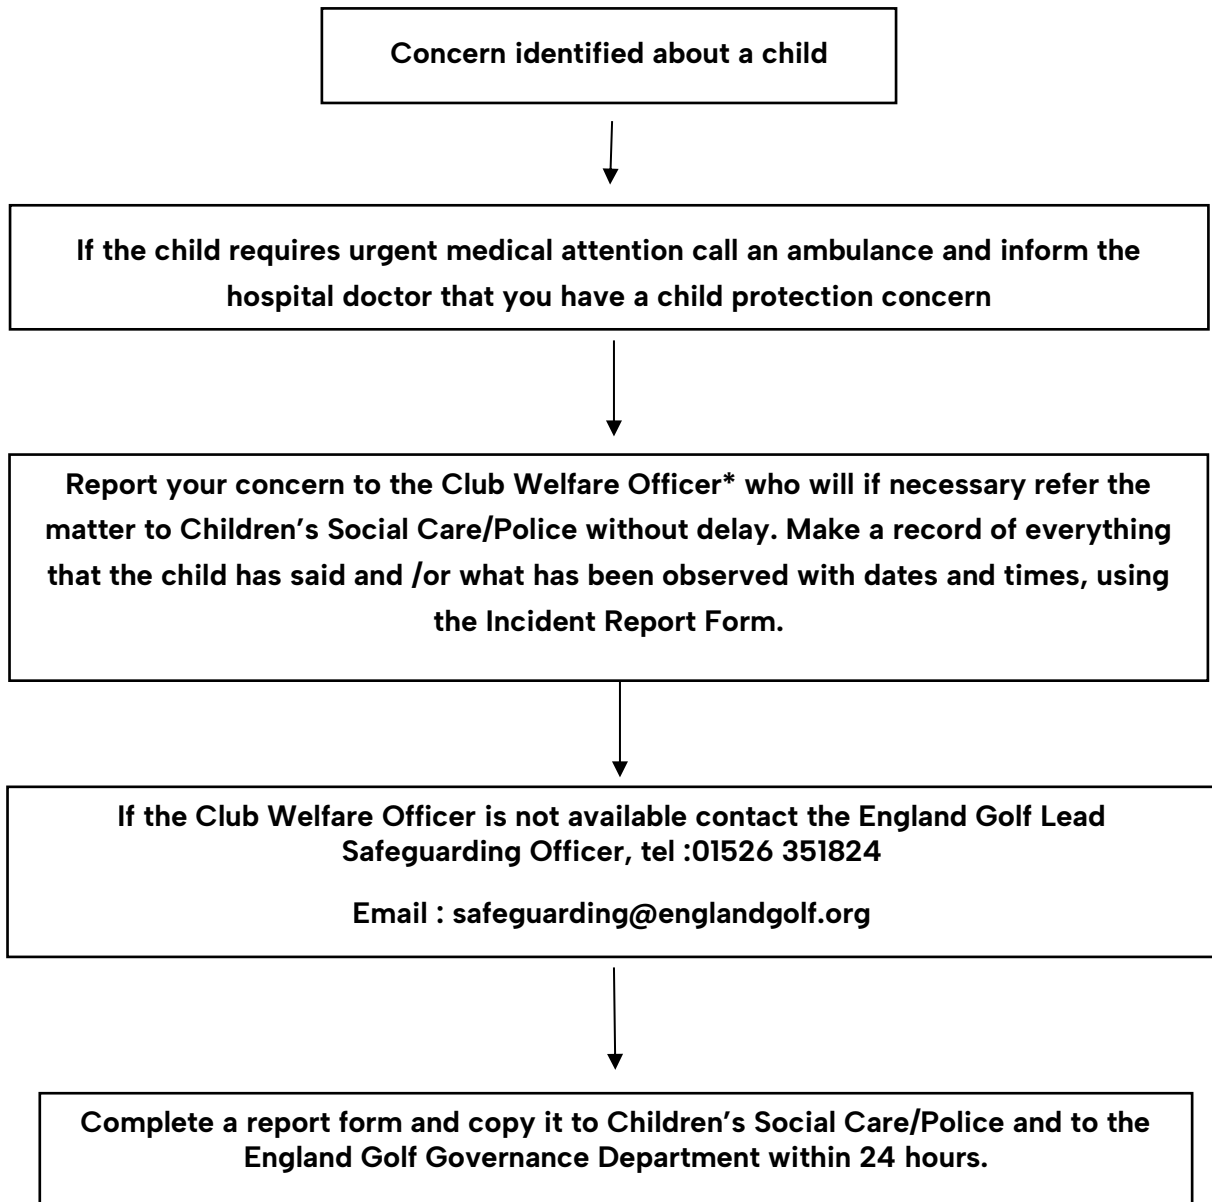 Concern identified about a child
If the child requires urgent medical attention call an ambulance and inform the
hospital doctor that you have a child protection concern
Report your concern to the Club Welfare Officer* who will if necessary refer the
matter to Children’s Social Care/Police without delay. Make a record of everything
that the child has said and /or what has been observed with dates and times, using
the Incident Report Form.
If the Club Welfare Officer is not available contact the England Golf Lead
Safeguarding Officer, tel :01526 351824
Email : safeguarding@englandgolf.org
Complete a report form and copy it to Children’s Social Care/Police and to the
England Golf Governance Department within 24 hours.